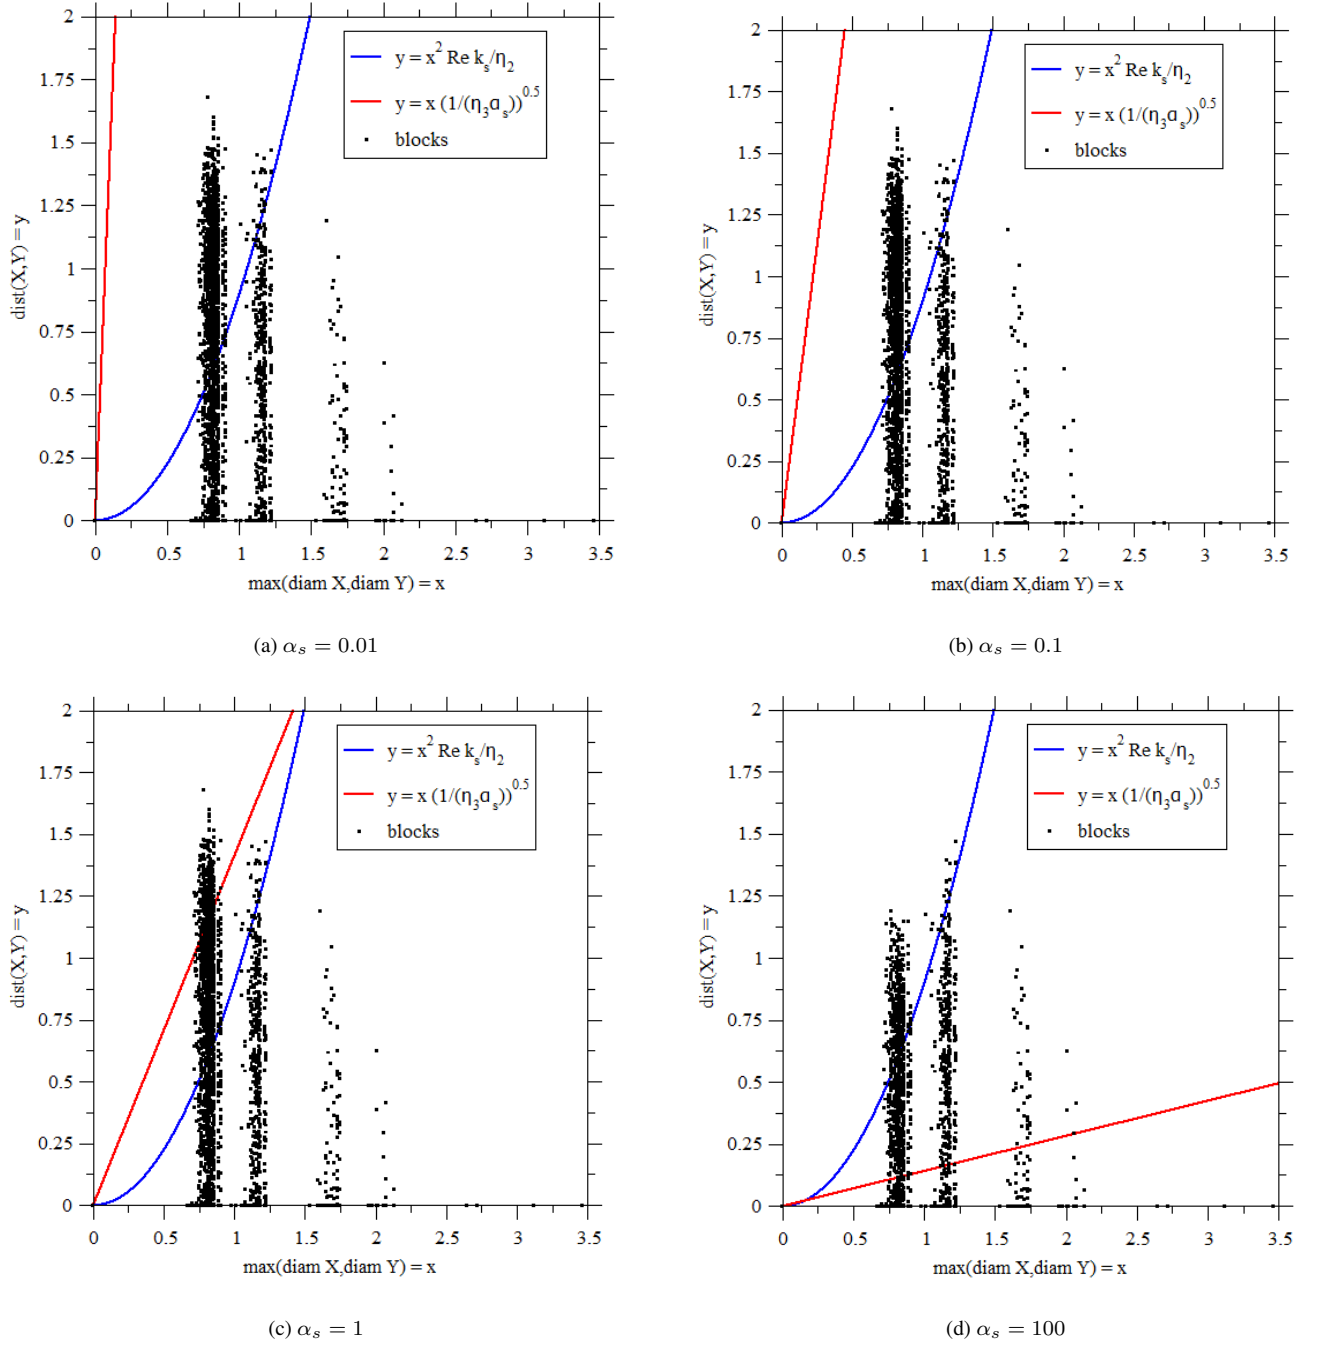 2
1.75
1.5
1.25
1
0.75
0.5
0.25
0
dist(X,Y) = y
y = x² Re kₛ/η₂
y = x (1/(η₃αₛ))⁰·⁵
blocks
0 0.5 1 1.5 2 2.5 3 3.5
max(diam X,diam Y) = x
(a) αₛ = 0.01
2
1.75
1.5
1.25
1
0.75
0.5
0.25
0
dist(X,Y) = y
y = x² Re kₛ/η₂
y = x (1/(η₃αₛ))⁰·⁵
blocks
0 0.5 1 1.5 2 2.5 3 3.5
max(diam X,diam Y) = x
(b) αₛ = 0.1
2
1.75
1.5
1.25
1
0.75
0.5
0.25
0
dist(X,Y) = y
y = x² Re kₛ/η₂
y = x (1/(η₃αₛ))⁰·⁵
blocks
0 0.5 1 1.5 2 2.5 3 3.5
max(diam X,diam Y) = x
(c) αₛ = 1
2
1.75
1.5
1.25
1
0.75
0.5
0.25
0
dist(X,Y) = y
y = x² Re kₛ/η₂
y = x (1/(η₃αₛ))⁰·⁵
blocks
0 0.5 1 1.5 2 2.5 3 3.5
max(diam X,diam Y) = x
(d) αₛ = 100